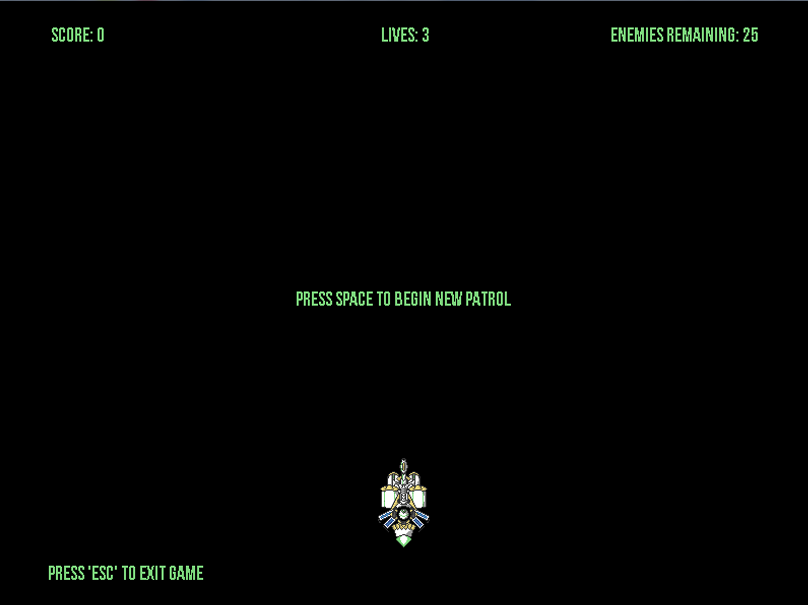 SCORE: 0
LIVES: 3
ENEMIES REMAINING: 25
PRESS SPACE TO BEGIN NEW PATROL
PRESS 'ESC' TO EXIT GAME